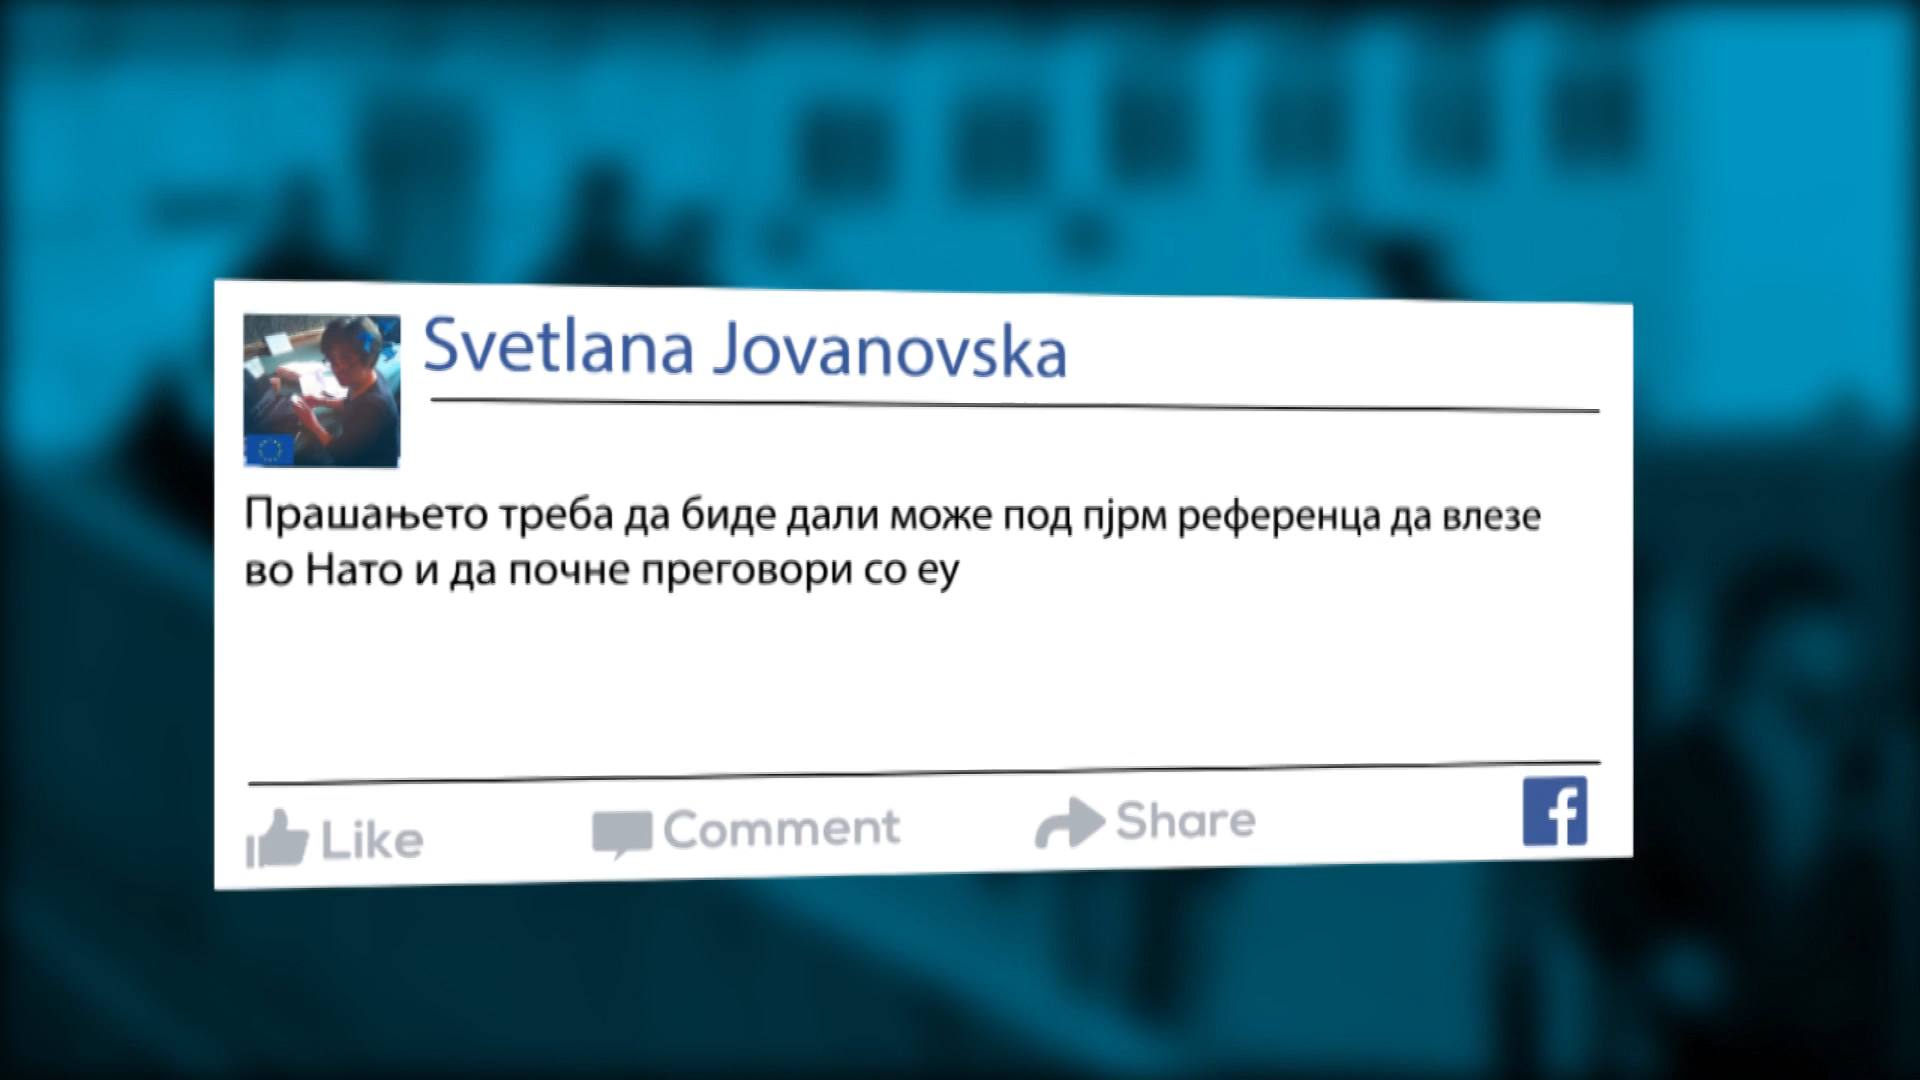 Svetlana Jovanovska
Прашањето треба да биде дали може под пјрм референца да влезе
во Нато и да почне преговори со еу
Like Comment Share f